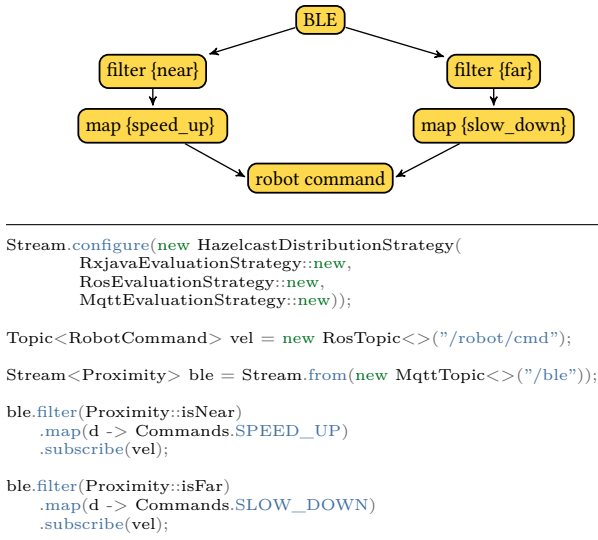 BLE
filter {near} filter {far}
map {speed_up} map {slow_down}
robot command
Stream.configure(new HazelcastDistributionStrategy(
RxjavaEvaluationStrategy::new,
RosEvaluationStrategy::new,
MqttEvaluationStrategy::new));
Topic<RobotCommand> vel = new RosTopic<>("/robot/cmd");
Stream<Proximity> ble = Stream.from(new MqttTopic<>("/ble"));
ble.filter(Proximity::isNear)
.map(d -> Commands.SPEED_UP)
.subscribe(vel);
ble.filter(Proximity::isFar)
.map(d -> Commands.SLOW_DOWN)
.subscribe(vel);